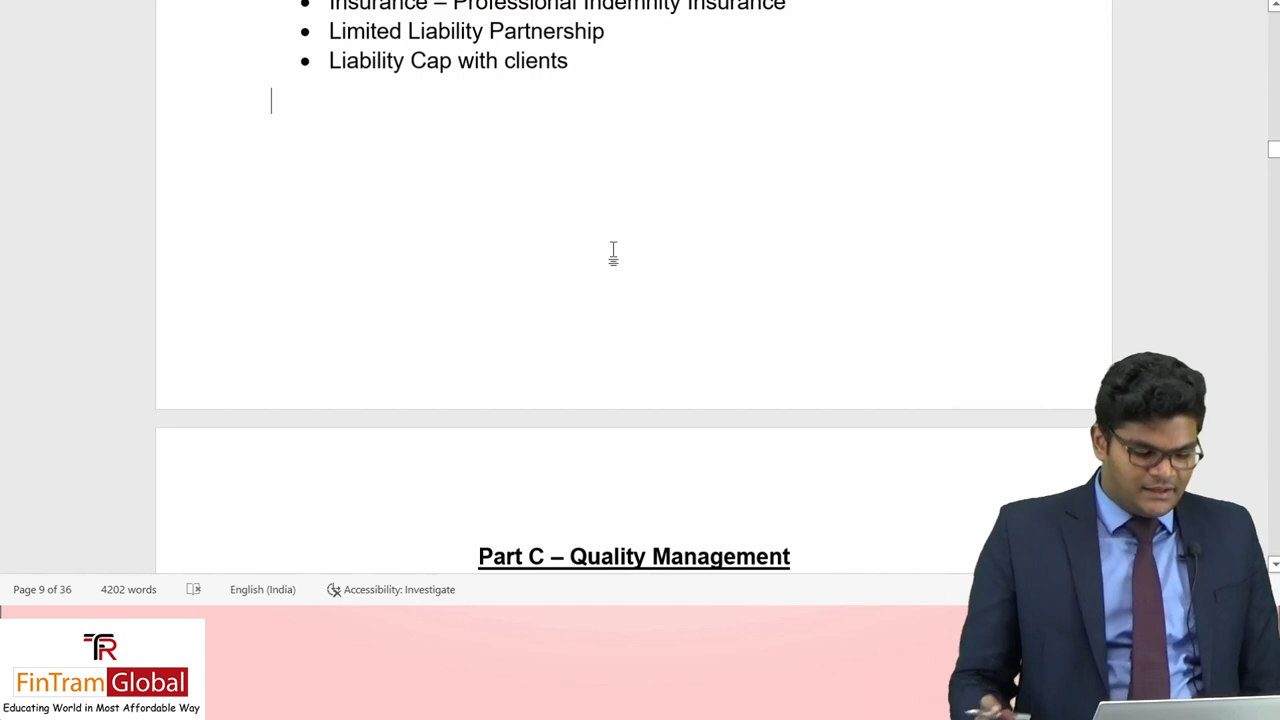 Insurance – Professional Indemnity Insurance
Limited Liability Partnership
Liability Cap with clients
Part C – Quality Management
Page 9 of 36
4202 words
English (India)
Accessibility: Investigate
FinTram Global
Educating World in Most Affordable Way